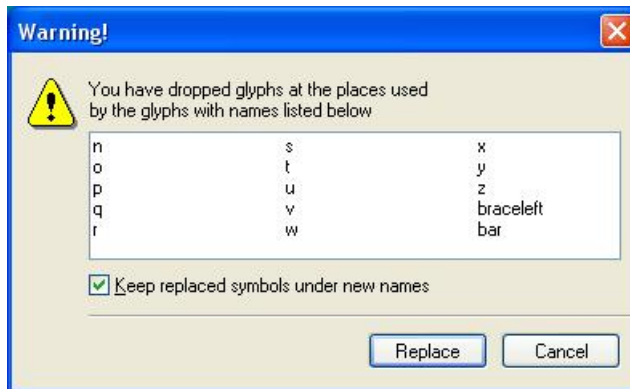 Warning!
You have dropped glyphs at the places used
by the glyphs with names listed below
n s x
o t y
p u z
q v braceleft
r w bar
Keep replaced symbols under new names
Replace Cancel